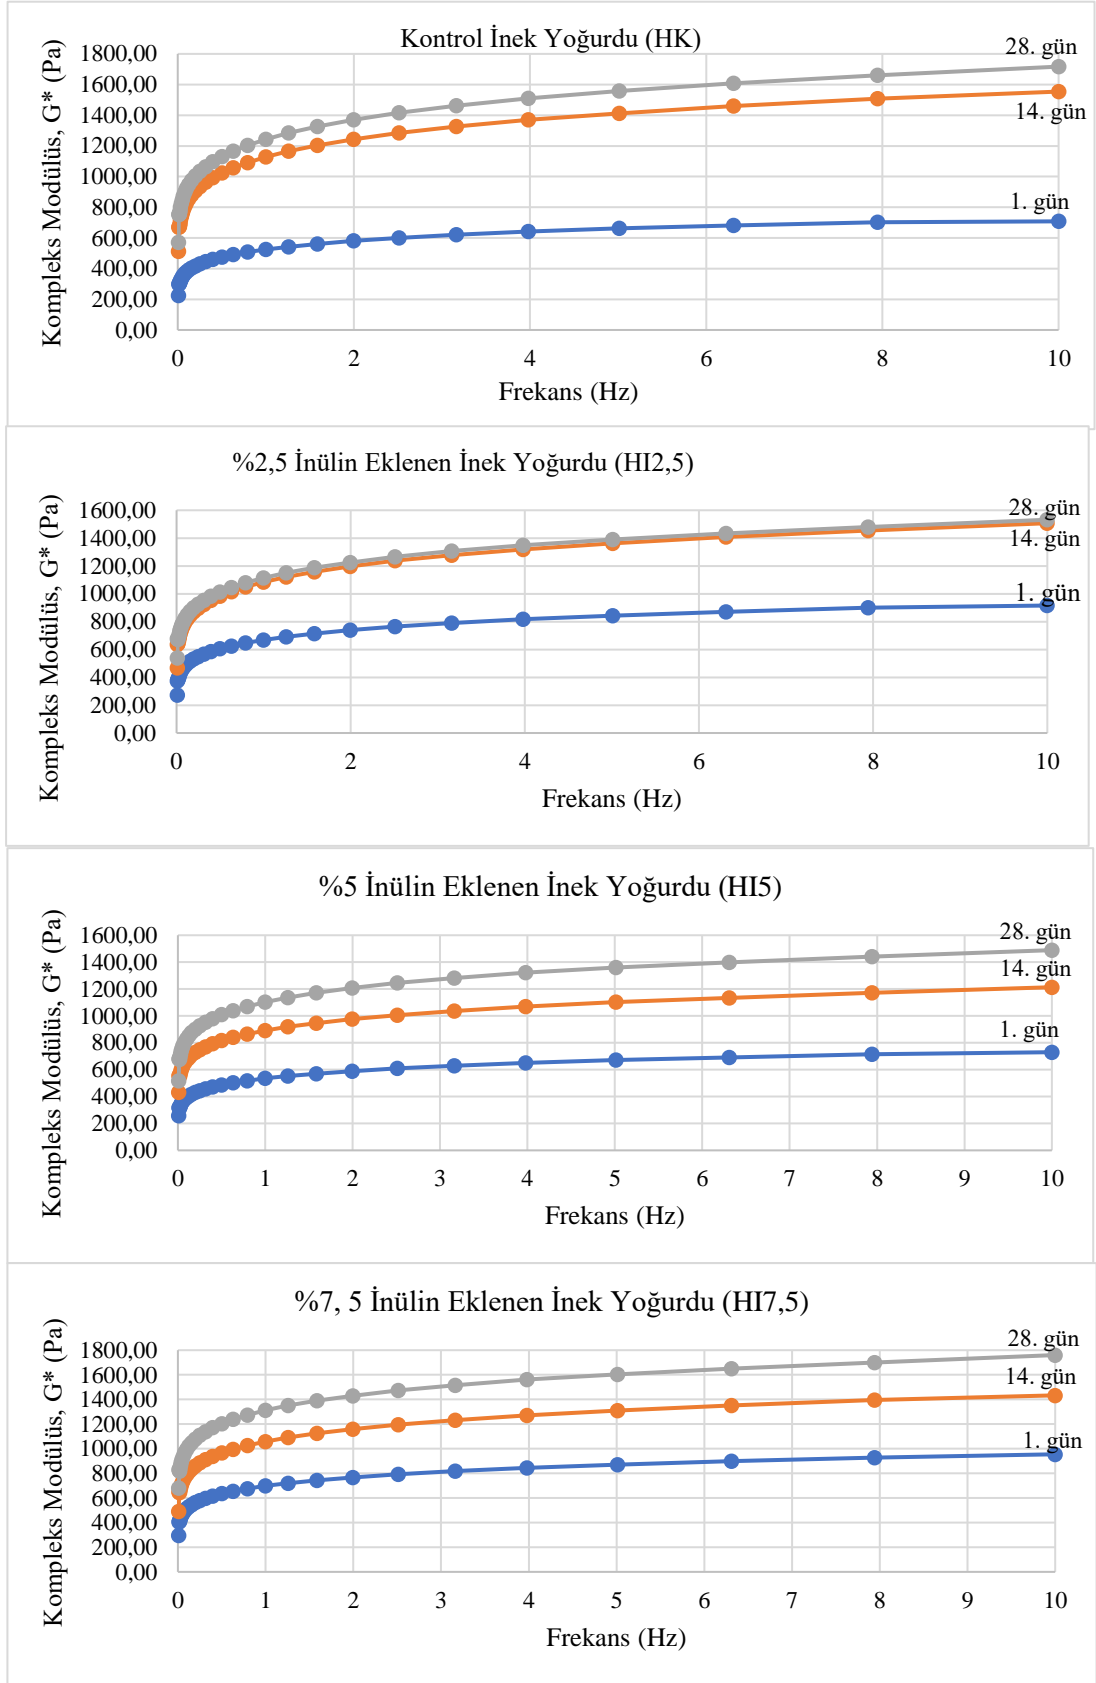 Kontrol İnek Yoğurdu (HK)
Kompleks Modülüs, G* (Pa)
1800,00
1600,00
1400,00
1200,00
1000,00
800,00
600,00
400,00
200,00
0,00
28. gün
14. gün
1. gün
0 2 4 6 8 10
Frekans (Hz)
%2,5 İnülin Eklenen İnek Yoğurdu (HI2,5)
Kompleks Modülüs, G* (Pa)
1600,00
1400,00
1200,00
1000,00
800,00
600,00
400,00
200,00
0,00
28. gün
14. gün
1. gün
0 2 4 6 8 10
Frekans (Hz)
%5 İnülin Eklenen İnek Yoğurdu (HI5)
Kompleks Modülüs, G* (Pa)
1600,00
1400,00
1200,00
1000,00
800,00
600,00
400,00
200,00
0,00
28. gün
14. gün
1. gün
0 1 2 3 4 5 6 7 8 9 10
Frekans (Hz)
%7, 5 İnülin Eklenen İnek Yoğurdu (HI7,5)
Kompleks Modülüs, G* (Pa)
1800,00
1600,00
1400,00
1200,00
1000,00
800,00
600,00
400,00
200,00
0,00
28. gün
14. gün
1. gün
0 1 2 3 4 5 6 7 8 9 10
Frekans (Hz)